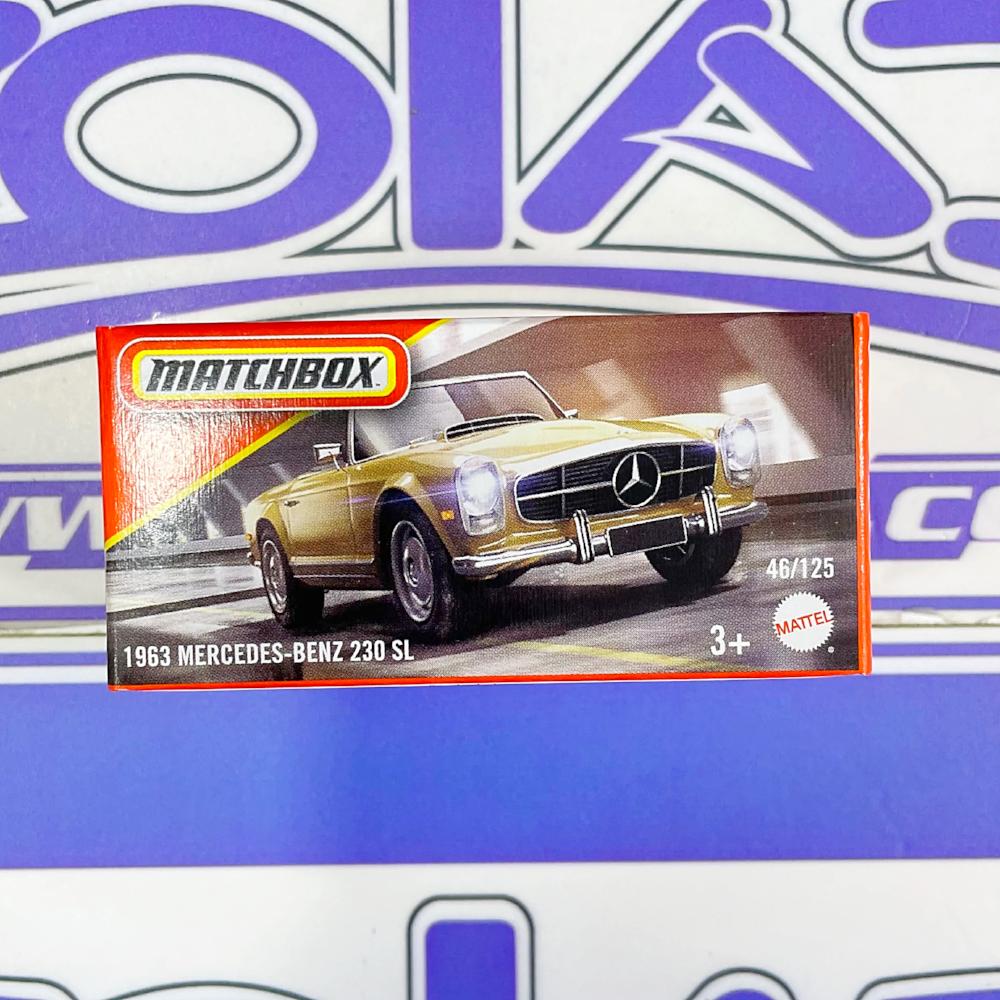 MATCHBOX
46/125
1963 MERCEDES-BENZ 230 SL
3+
MATTEL